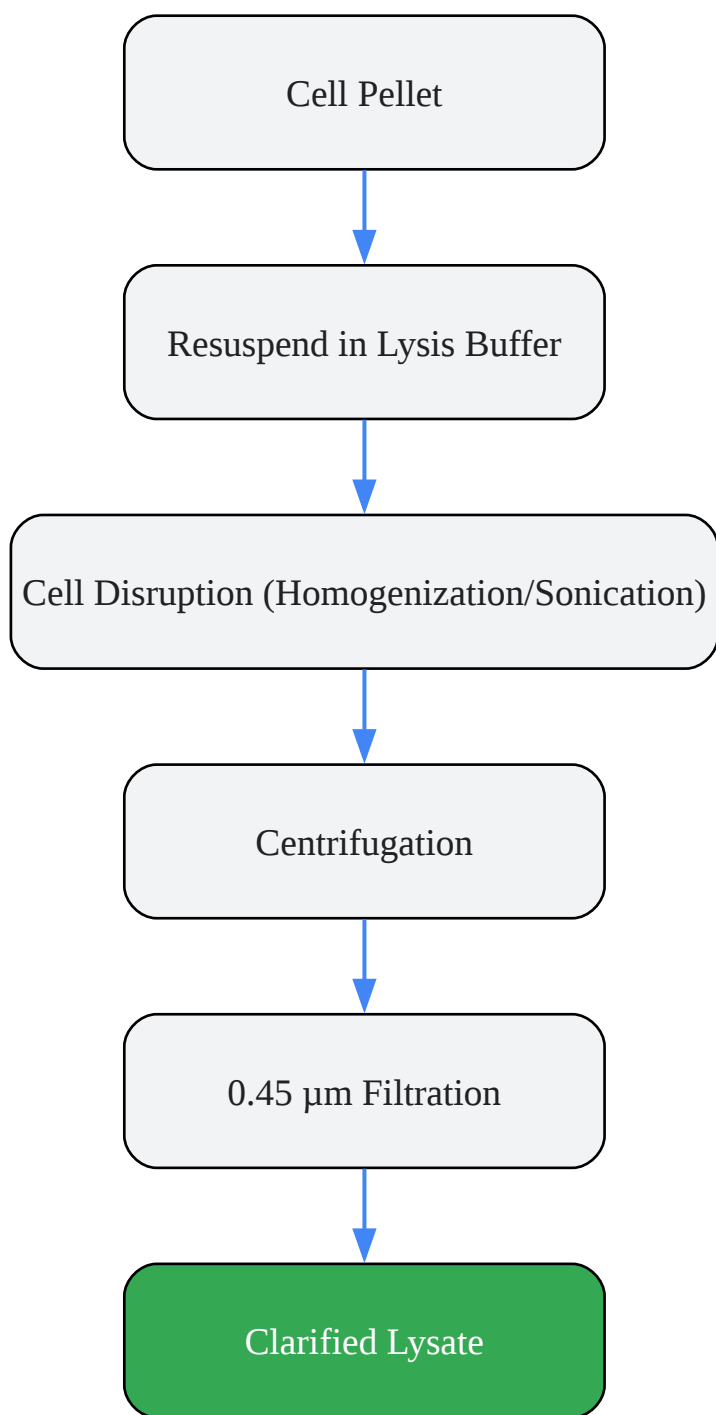 Cell Pellet
Resuspend in Lysis Buffer
Cell Disruption (Homogenization/Sonication)
Centrifugation
0.45 µm Filtration
Clarified Lysate